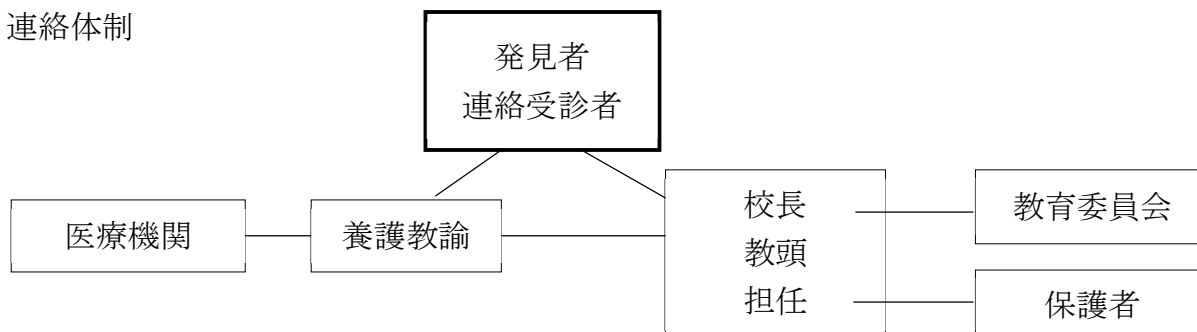 連絡体制
発見者
連絡受診者
医療機関
養護教諭
校長
教頭
担任
教育委員会
保護者